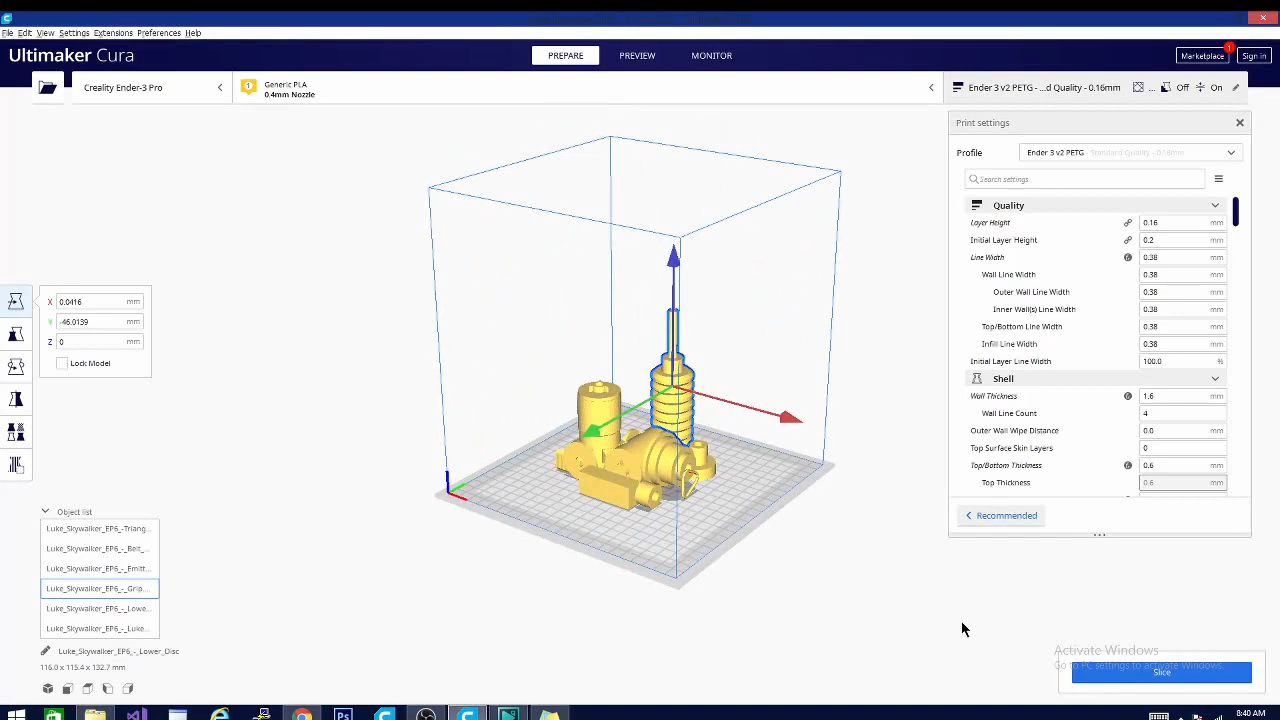 File Edit View Settings Extensions Preferences Help
Ultimaker Cura
PREPARE
PREVIEW
MONITOR
Marketplace
1
Sign in
Creality Ender-3 Pro
1
Generic PLA
0.4mm Nozzle
Ender 3 v2 PETG - ...d Quality - 0.16mm
...
Off
On
Print settings
Profile
Ender 3 v2 PETG - Standard Quality - 0.16mm
Search settings
Quality
Layer Height 0.16 mm
Initial Layer Height 0.2 mm
Line Width 0.38 mm
Wall Line Width 0.38 mm
Outer Wall Line Width 0.38 mm
Inner Wall(s) Line Width 0.38 mm
Top/Bottom Line Width 0.38 mm
Infill Line Width 0.38 mm
Initial Layer Line Width 100.0 %
Shell
Wall Thickness 1.6 mm
Wall Line Count 4
Outer Wall Wipe Distance 0.0 mm
Top Surface Skin Layers 0
Top/Bottom Thickness 0.6 mm
Top Thickness 0.6 mm
Recommended
X 0.0416 mm
Y -46.0139 mm
Z 0 mm
Lock Model
Object list
Luke_Skywalker_EP6_-Triang...
Luke_Skywalker_EP6_-_Belt_...
Luke_Skywalker_EP6_-_Emitt...
Luke_Skywalker_EP6_-_Grip....
Luke_Skywalker_EP6_-_Lowe...
Luke_Skywalker_EP6_-_Luke...
Luke_Skywalker_EP6_-_Lower_Disc
116.0 x 115.4 x 132.7 mm
Activate Windows
Go to PC settings to activate Windows.
Slice
8:40 AM